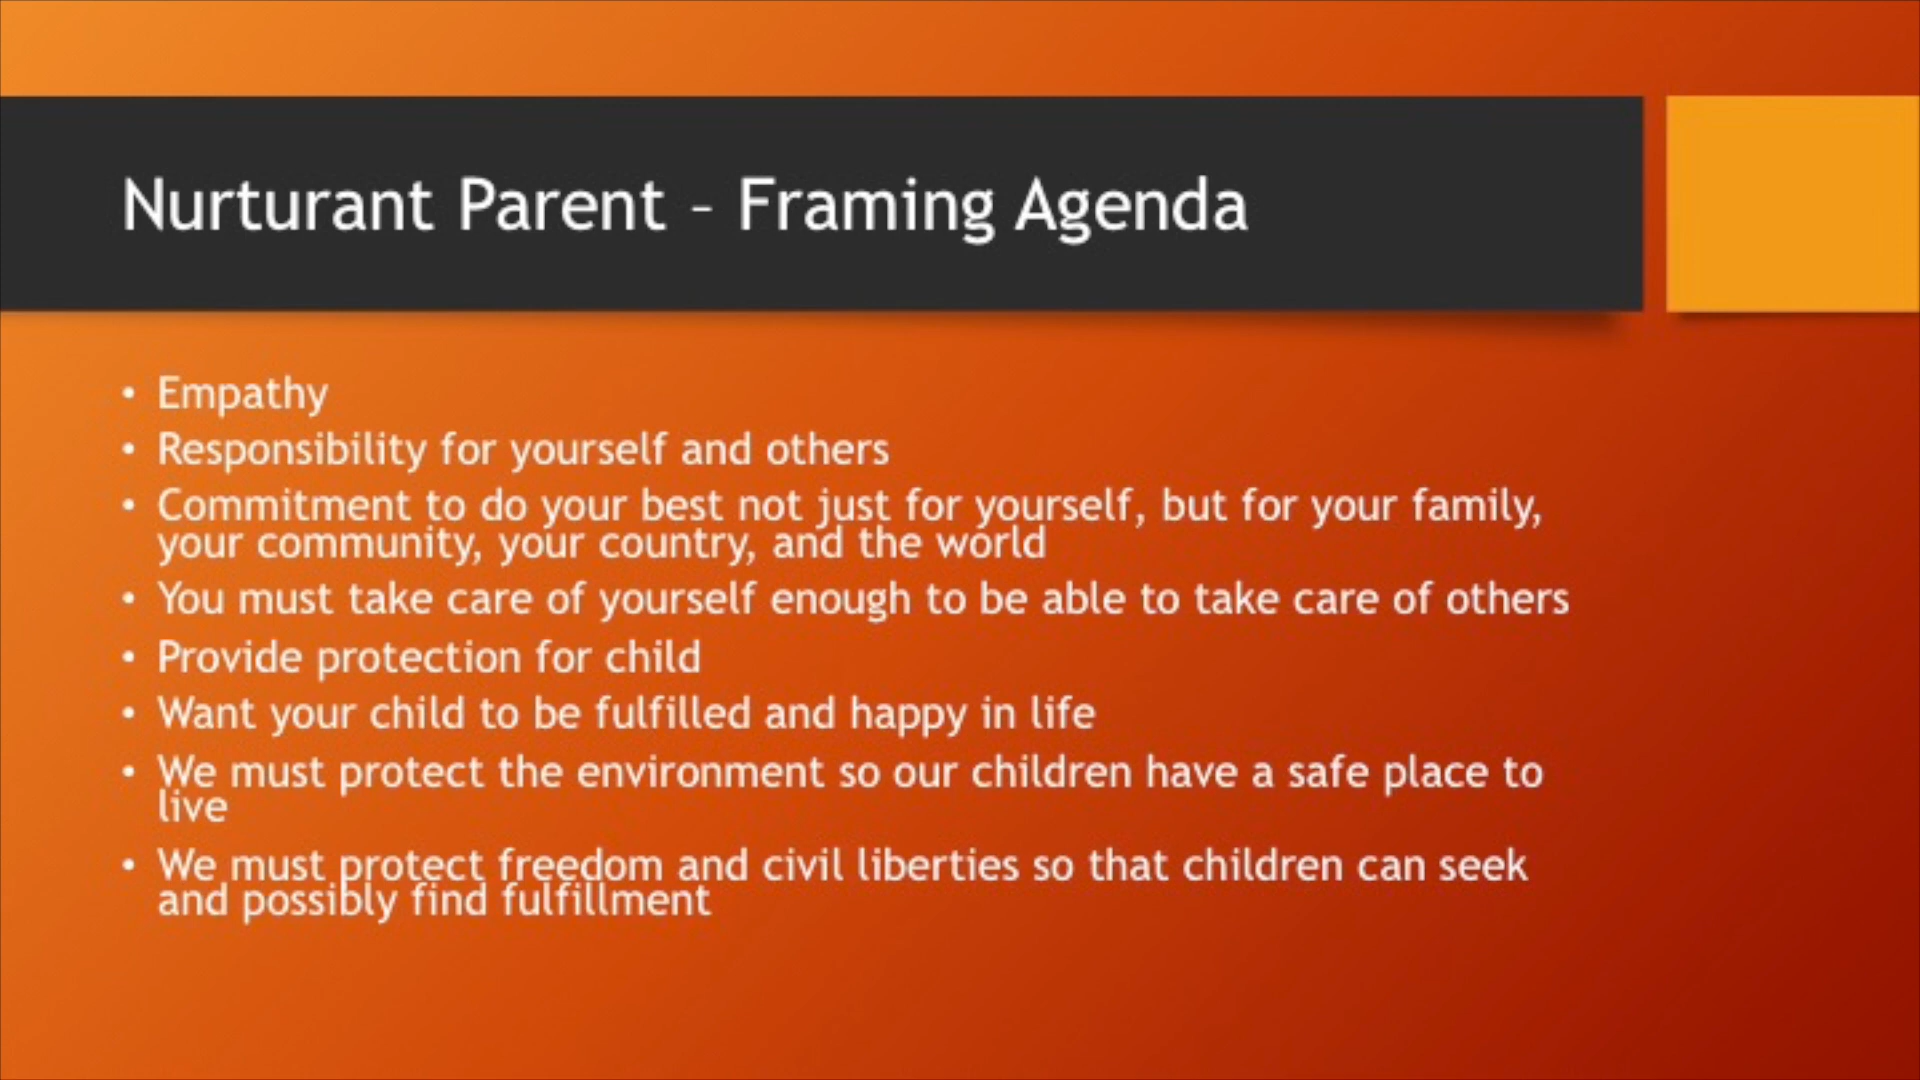 Nurturant Parent – Framing Agenda
• Empathy
• Responsibility for yourself and others
• Commitment to do your best not just for yourself, but for your family,
your community, your country, and the world
• You must take care of yourself enough to be able to take care of others
• Provide protection for child
• Want your child to be fulfilled and happy in life
• We must protect the environment so our children have a safe place to
live
• We must protect freedom and civil liberties so that children can seek
and possibly find fulfillment